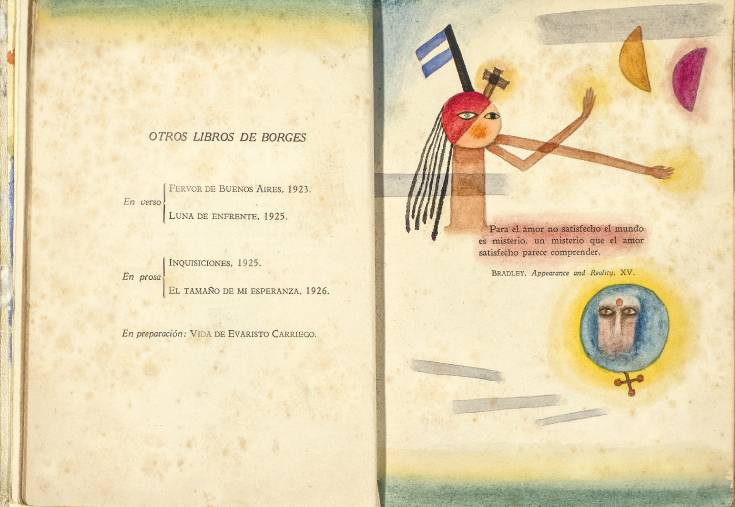 OTROS LIBROS DE BORGES
En verso
FERVOR DE BUENOS AIRES, 1923.
LUNA DE ENFRENTE, 1925.
En prosa
INQUISICIONES, 1925.
EL TAMAÑO DE MI ESPERANZA, 1926.
En preparación: VIDA DE EVARISTO CARRIEGO.
Para el amor no satisfecho el mundo
es misterio, un misterio que el amor
satisfecho parece comprender.
BRADLEY, Appearance and Reality, XV.